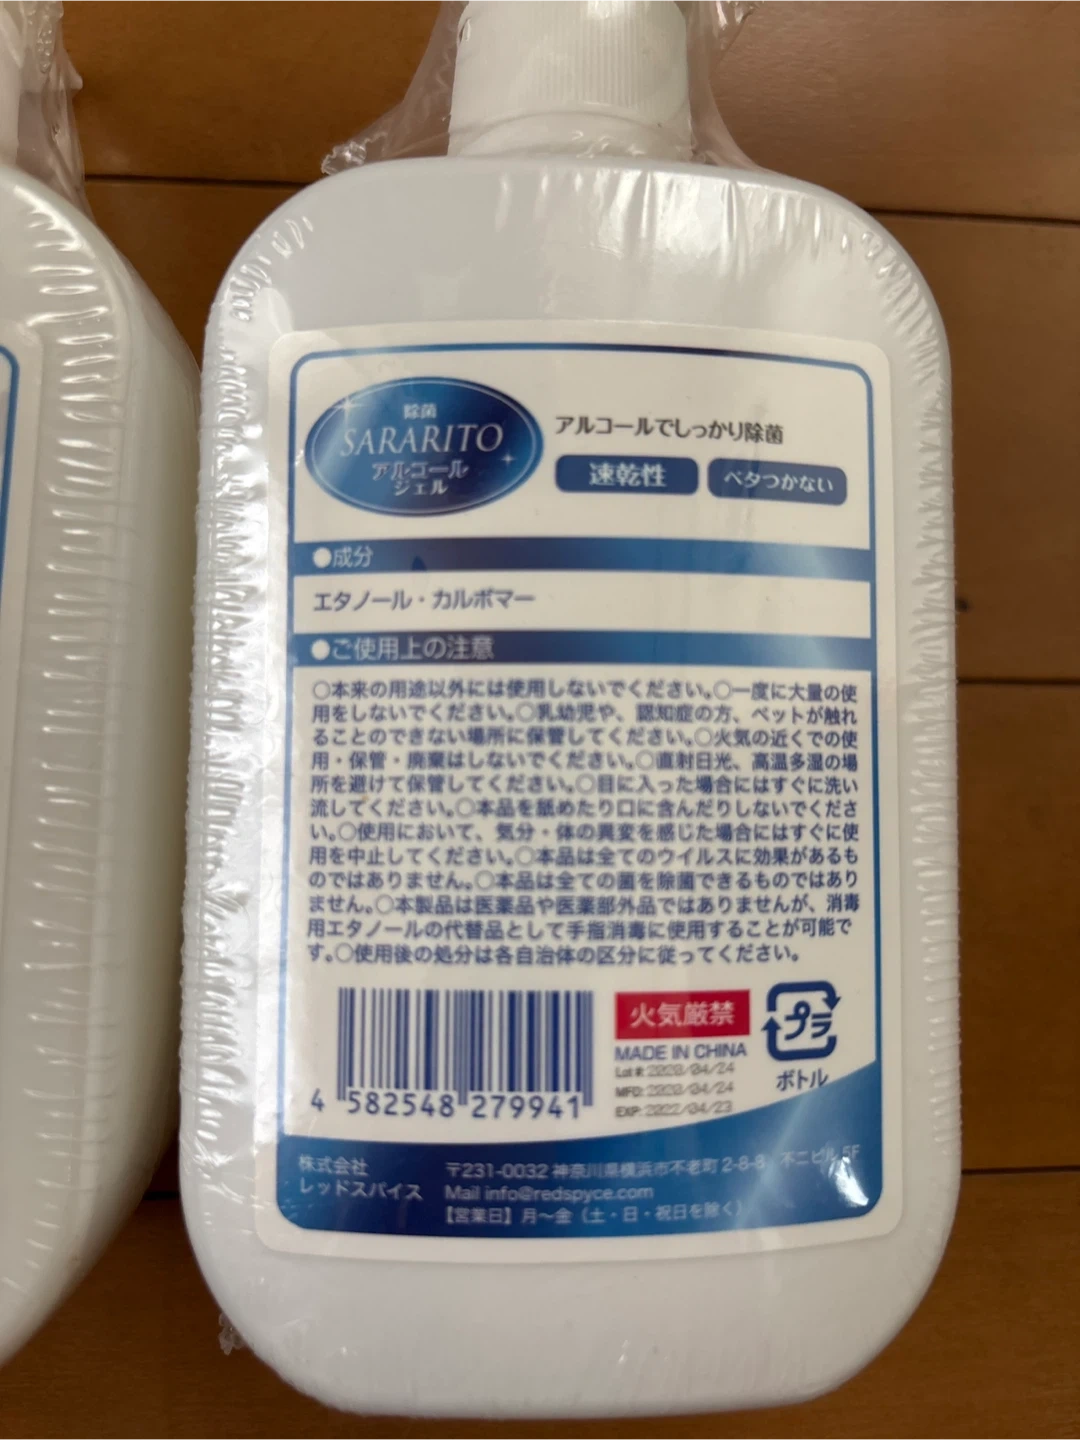 除菌
SARARITO
アルコール
ジェル
アルコールでしっかり除菌
速乾性
ベタつかない
●成分
エタノール・カルボマー
●ご使用上の注意
○本来の用途以外には使用しないでください。○一度に大量の使
用をしないでください。○乳幼児や、認知症の方、ペットが触れ
ることのできない場所に保管してください。○火気の近くでの使
用・保管・廃棄はしないでください。○直射日光、高温多湿の場
所を避けて保管してください。○目に入った場合にはすぐに洗い
流してください。○本品を舐めたり口に含んだりしないでくださ
い。○使用において、気分・体の異変を感じた場合にはすぐに使
用を中止してください。○本品は全てのウイルスに効果があるも
のではありません。○本品は全ての菌を除菌できるものではあり
ません。○本製品は医薬品や医薬部外品ではありませんが、消毒
用エタノールの代替品として手指消毒に使用することが可能で
す。○使用後の処分は各自治体の区分に従ってください。
4 582548 279941
火気厳禁
MADE IN CHINA
Lot #: 2020/04/24
MFD: 2020/04/24
EXP: 2022/04/23
プラ
ボトル
株式会社
レッドスパイス
〒231-0032 神奈川県横浜市不老町2-8-8 不二ビル5F
Mail info@redspyce.com
【営業日】月〜金（土・日・祝日を除く）